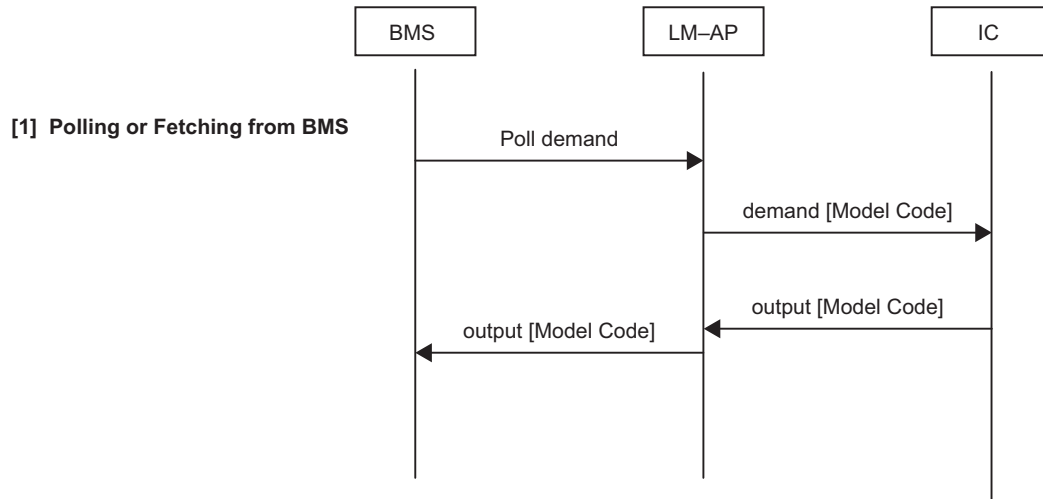 BMS
LM–AP
IC
[1] Polling or Fetching from BMS
Poll demand
demand [Model Code]
output [Model Code]
output [Model Code]